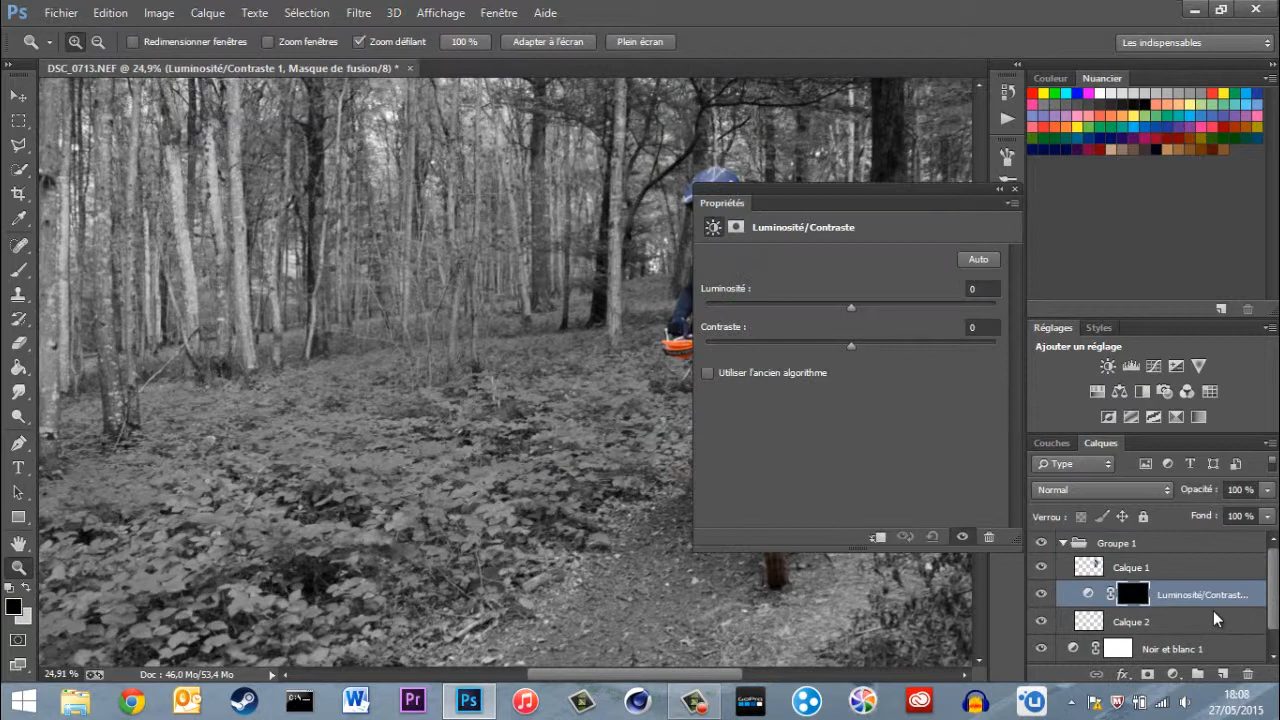 Ps Fichier Edition Image Calque Texte Sélection Filtre 3D Affichage Fenêtre Aide
Redimensionner fenêtres Zoom fenêtres Zoom défilant 100 % Adapter à l'écran Plein écran Les indispensables
DSC_0713.NEF @ 24,9% (Luminosité/Contraste 1, Masque de fusion/8) * ×
Couleur Nuancier
Propriétés
Luminosité/Contraste
Auto
Luminosité : 0
Contraste : 0
Utiliser l'ancien algorithme
Réglages Styles
Ajouter un réglage
Couches Calques
Type
Normal Opacité : 100 %
Verrou : Fond : 100 %
Groupe 1
Calque 1
Luminosité/Contrast...
Calque 2
Noir et blanc 1
24,91 % Doc : 46,0 Mo/53,4 Mo
18:08
27/05/2015